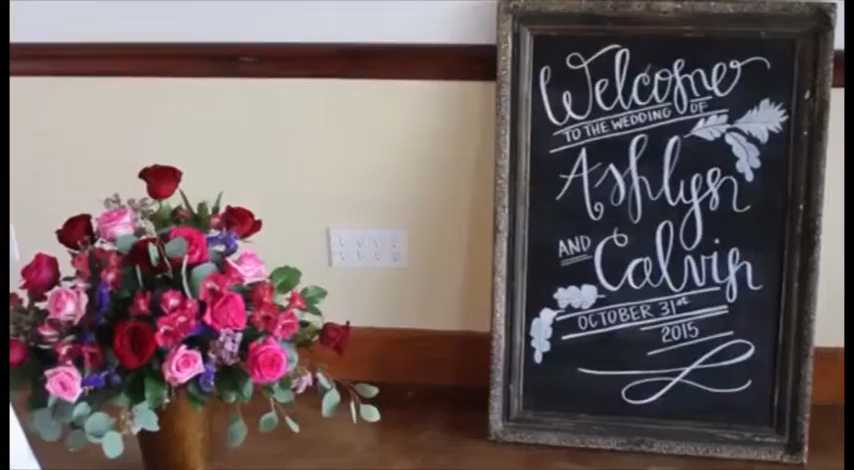 Welcome
TO THE WEDDING OF
Ashlyn
AND Calvin
OCTOBER 31st
2015